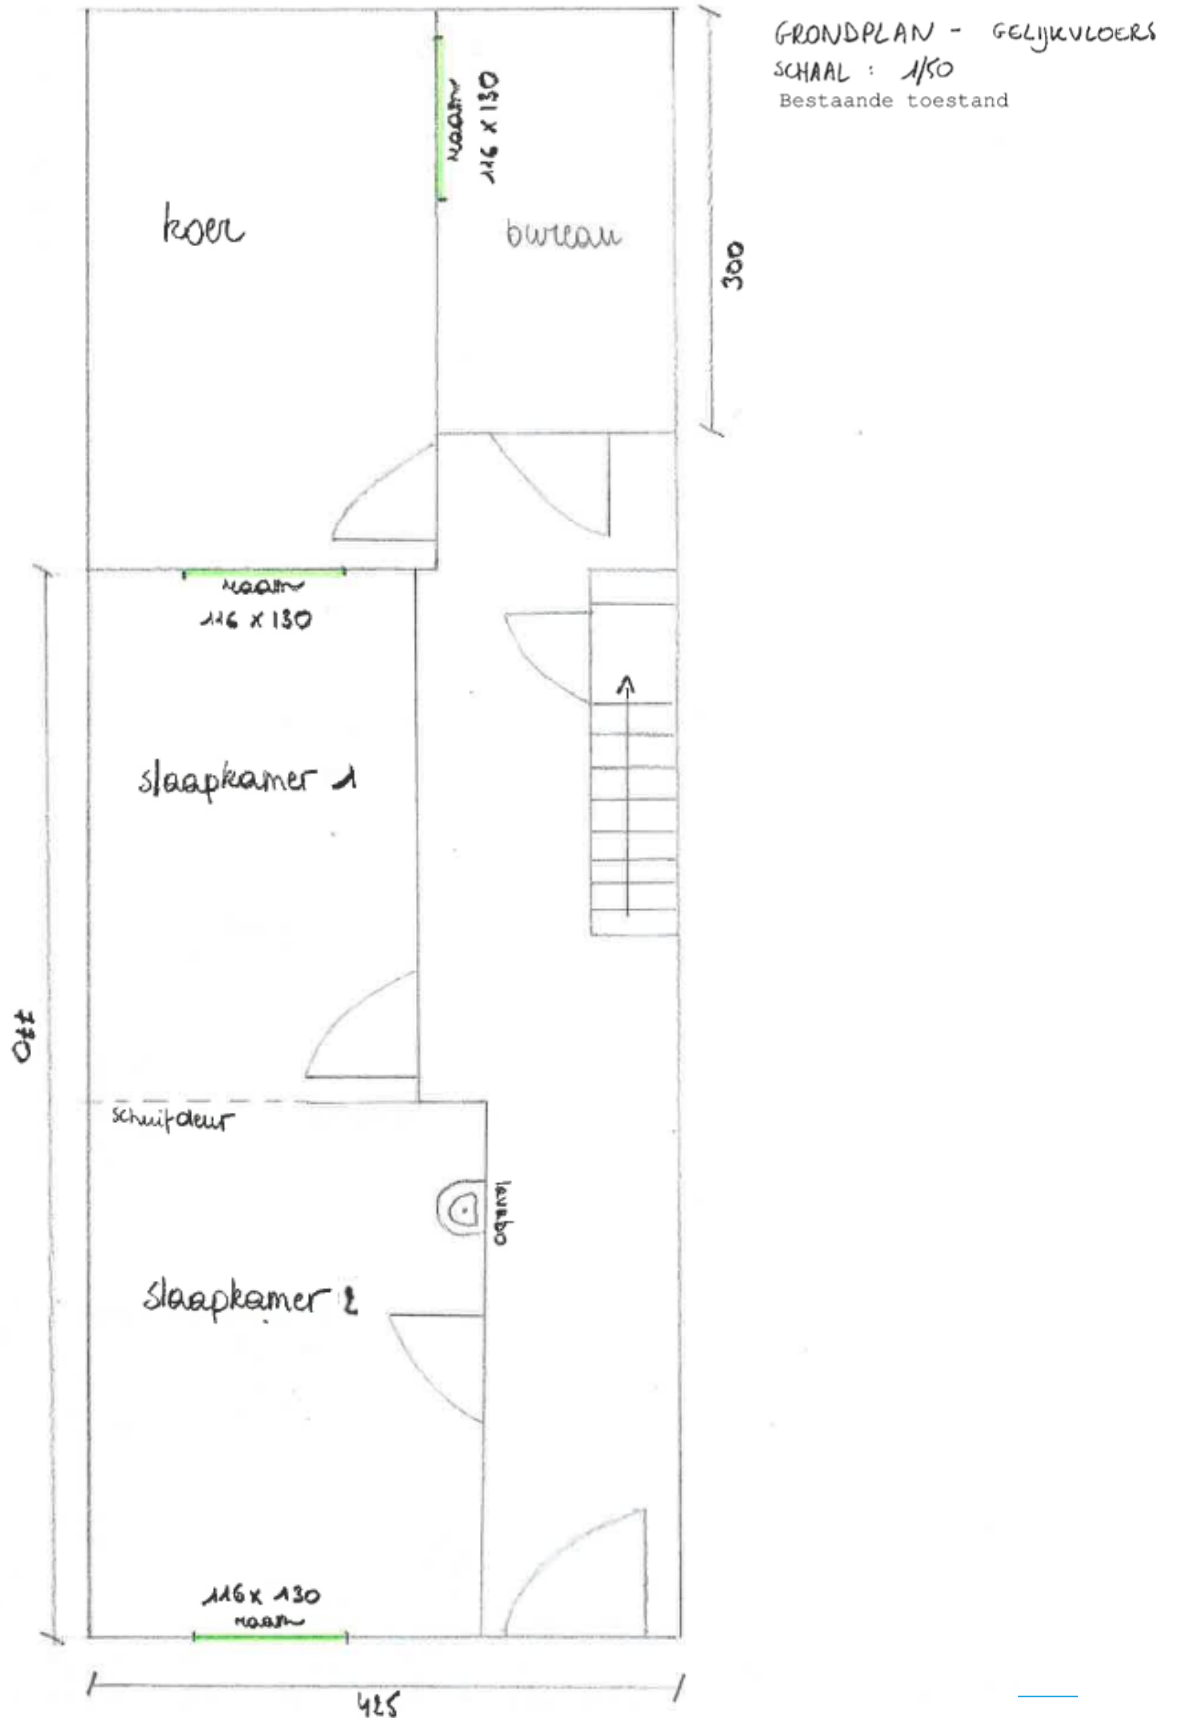 GRONDPLAN - GELIJKVLOERS
SCHAAL : 1/50
Bestaande toestand
raam
116 x 130
koer
bureau
300
raam
116 x 130
slaapkamer 1
770
schuifdeur
lavabo
slaapkamer 2
116 x 130
raam
425